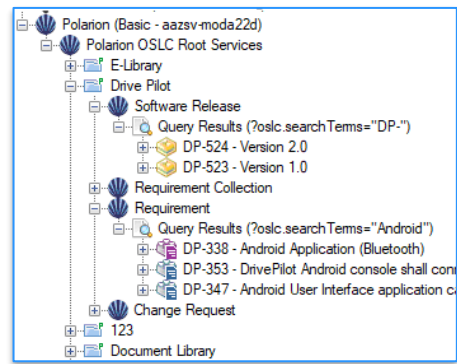 Polarion (Basic - aazsv-moda22d)
Polarion OSLC Root Services
E-Library
Drive Pilot
Software Release
Query Results (?oslc.searchTerms="DP-")
DP-524 - Version 2.0
DP-523 - Version 1.0
Requirement Collection
Requirement
Query Results (?oslc.searchTerms="Android")
DP-338 - Android Application (Bluetooth)
DP-353 - DrivePilot Android console shall
DP-347 - Android User Interface application
Change Request
123
Document Library